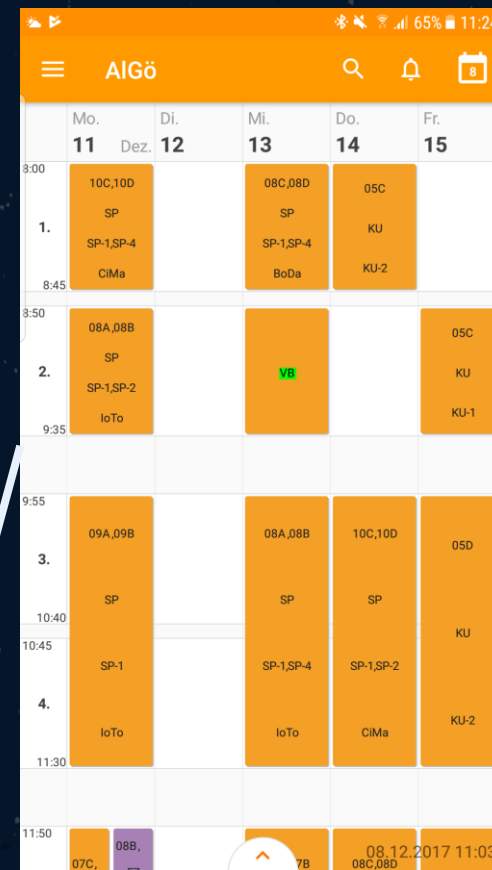 65% 11:24
AlGö
8
Mo. Di. Mi. Do. Fr.
11 Dez. 12 13 14 15
8:00
1.
8:45
10C,10D
SP
SP-1,SP-4
CiMa
08C,08D
SP
SP-1,SP-4
BoDa
05C
KU
KU-2
8:50
2.
9:35
08A,08B
SP
SP-1,SP-2
IoTo
VB
05C
KU
KU-1
9:55
3.
10:40
10:45
4.
11:30
09A,09B
SP
SP-1
IoTo
08A,08B
SP
SP-1,SP-4
IoTo
10C,10D
SP
SP-1,SP-2
CiMa
05D
KU
KU-2
11:50
07C,
08B,
7B
08C,08D
08.12.2017 11:03